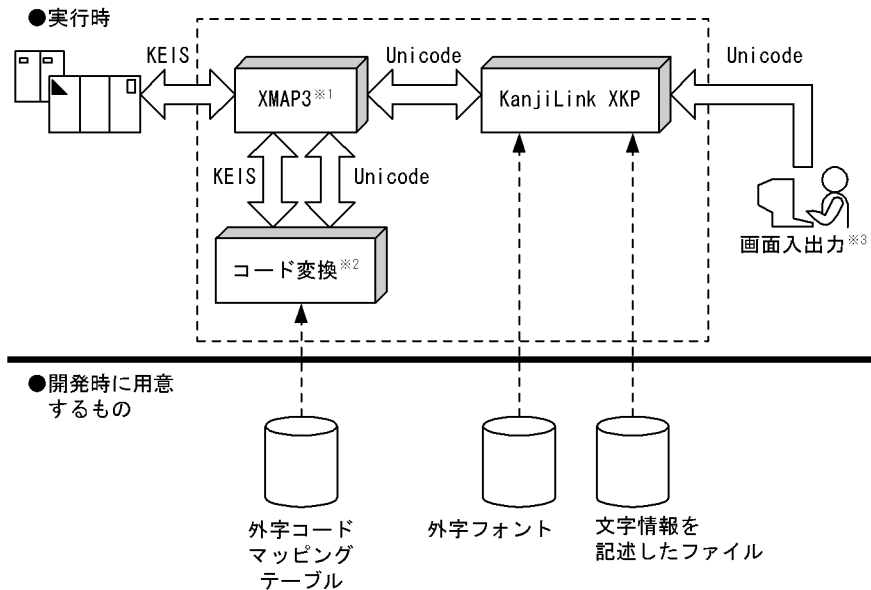 ●実行時
KEIS
Unicode
Unicode
XMAP3※1
KanjiLink XKP
KEIS
Unicode
画面入出力※3
コード変換※2
●開発時に用意
するもの
外字コード
マッピング
テーブル
外字フォント
文字情報を
記述したファイル